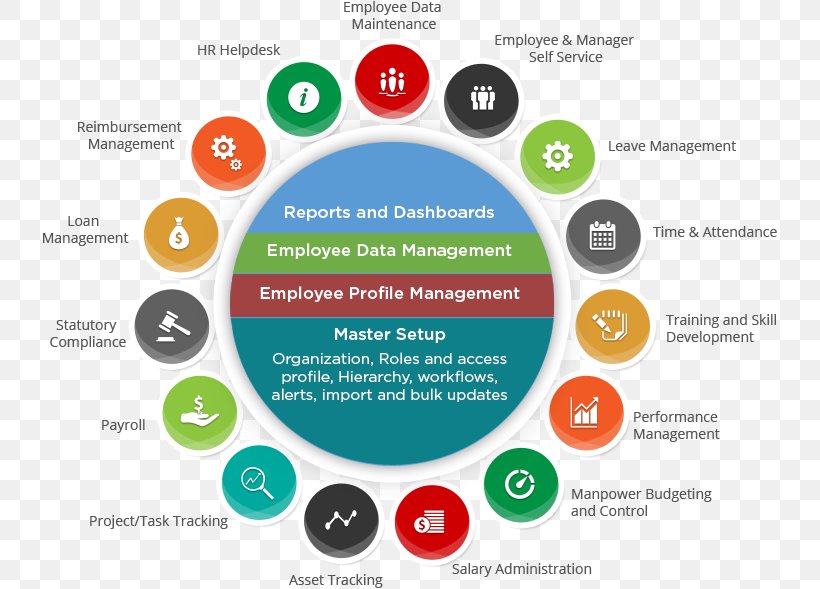 Employee Data
Maintenance
Employee & Manager
Self Service
HR Helpdesk
Reimbursement
Management
Leave Management
Loan
Management
Time & Attendance
Statutory
Compliance
Training and Skill
Development
Payroll
Performance
Management
Project/Task Tracking
Manpower Budgeting
and Control
Asset Tracking
Salary Administration
Reports and Dashboards
Employee Data Management
Employee Profile Management
Master Setup
Organization, Roles and access
profile, Hierarchy, workflows,
alerts, import and bulk updates